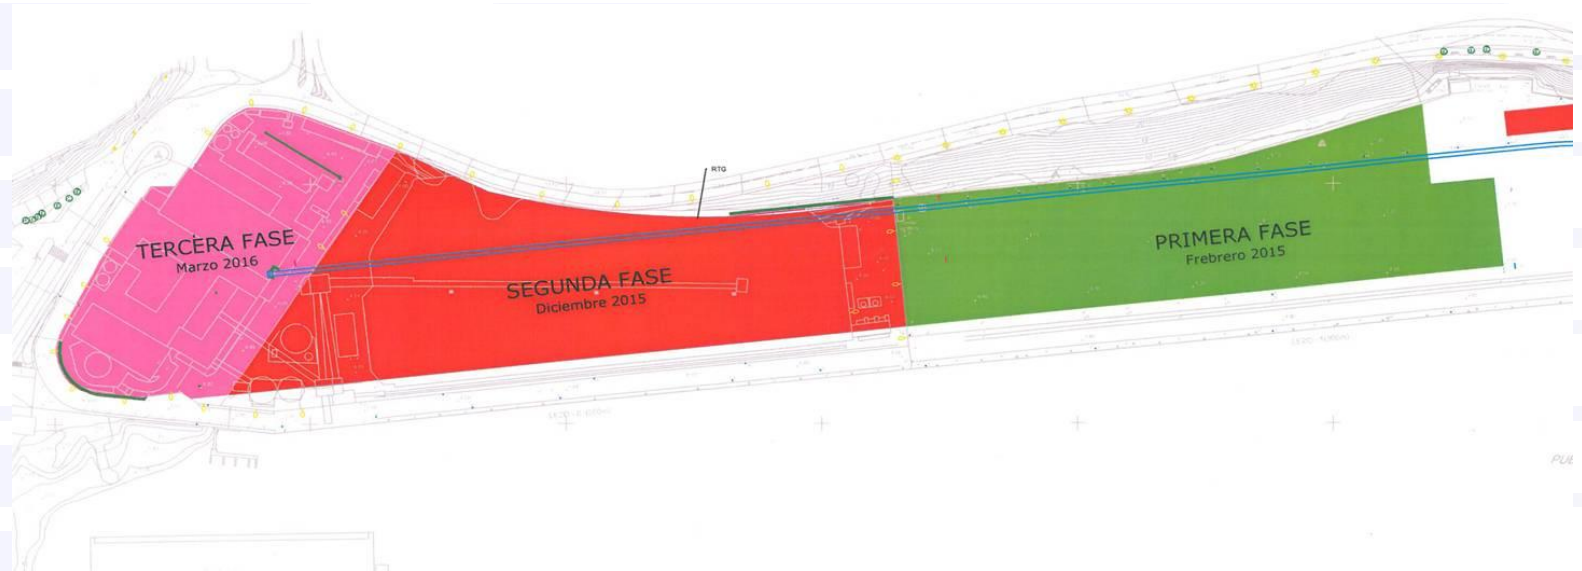 RTG
TERCERA FASE
Marzo 2016
SEGUNDA FASE
Diciembre 2015
PRIMERA FASE
Frebrero 2015